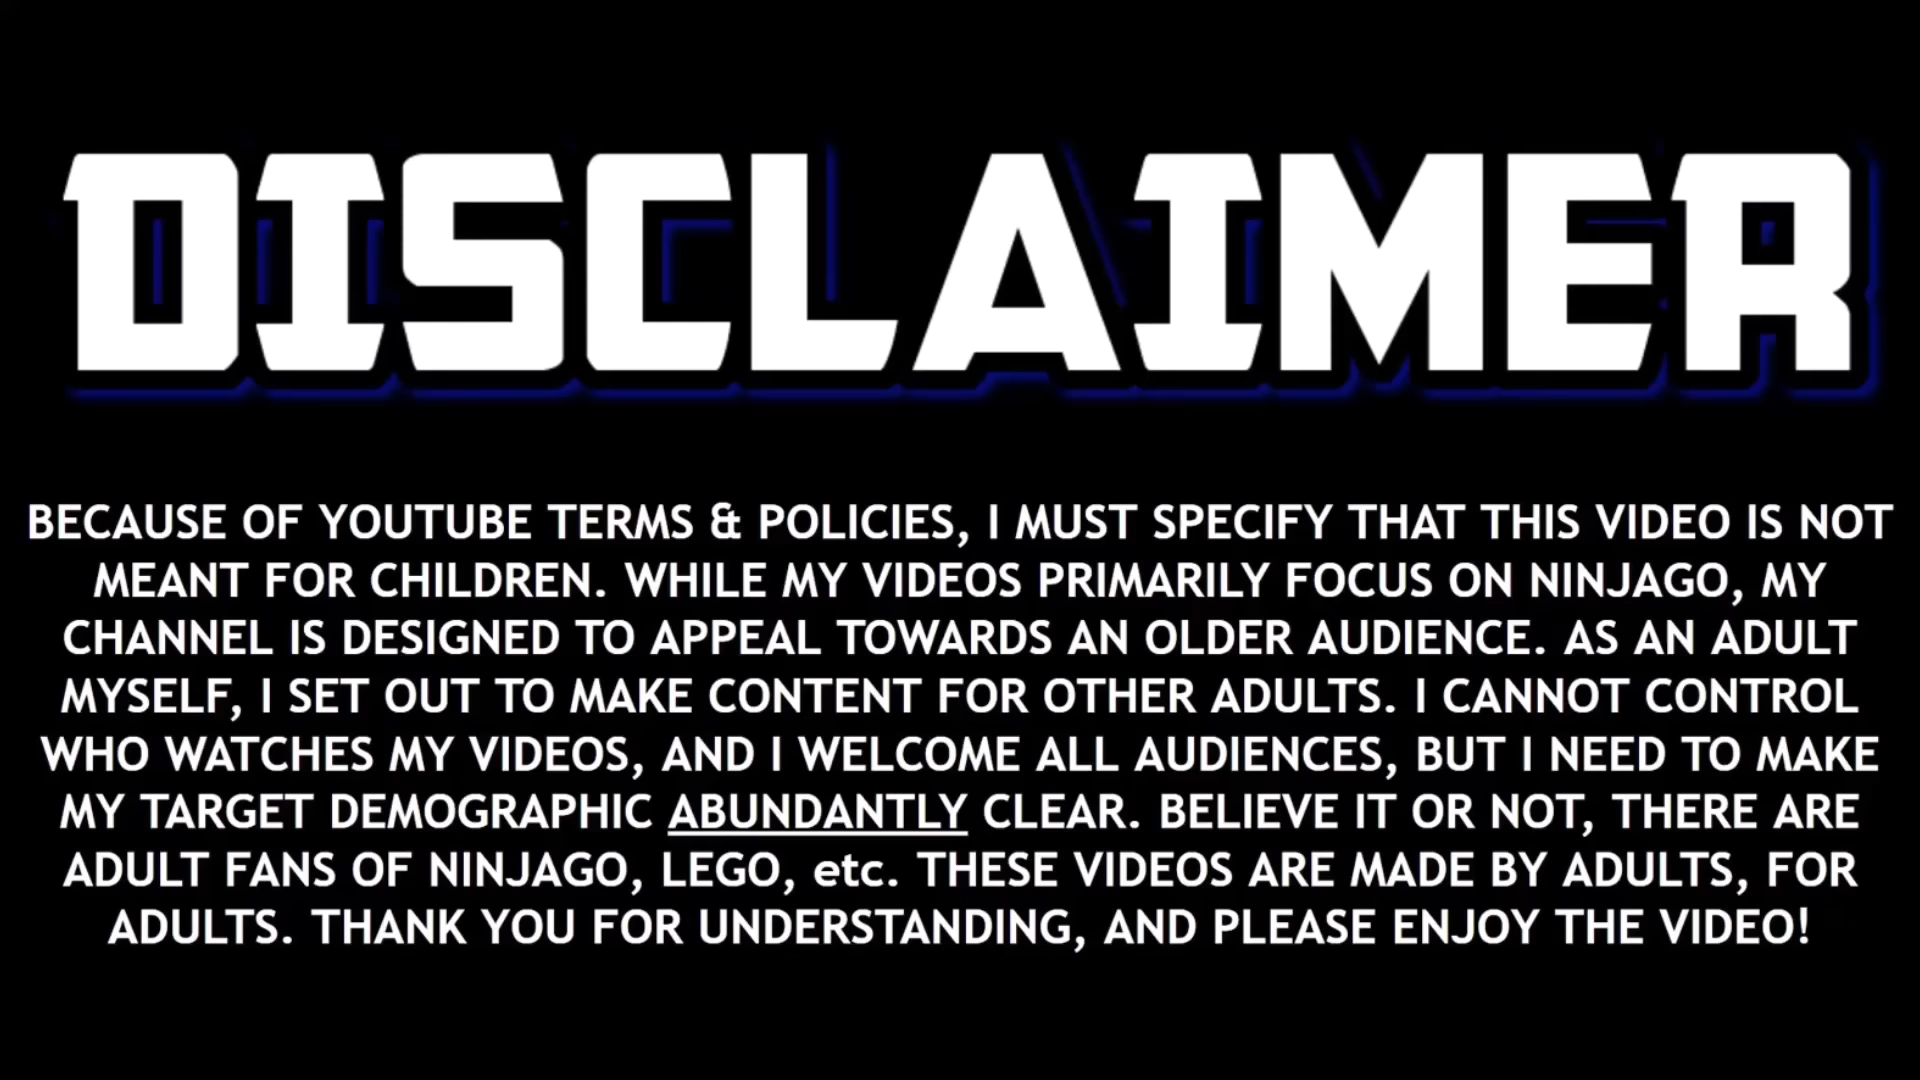 DISCLAIMER
BECAUSE OF YOUTUBE TERMS & POLICIES, I MUST SPECIFY THAT THIS VIDEO IS NOT
MEANT FOR CHILDREN. WHILE MY VIDEOS PRIMARILY FOCUS ON NINJAGO, MY
CHANNEL IS DESIGNED TO APPEAL TOWARDS AN OLDER AUDIENCE. AS AN ADULT
MYSELF, I SET OUT TO MAKE CONTENT FOR OTHER ADULTS. I CANNOT CONTROL
WHO WATCHES MY VIDEOS, AND I WELCOME ALL AUDIENCES, BUT I NEED TO MAKE
MY TARGET DEMOGRAPHIC ABUNDANTLY CLEAR. BELIEVE IT OR NOT, THERE ARE
ADULT FANS OF NINJAGO, LEGO, etc. THESE VIDEOS ARE MADE BY ADULTS, FOR
ADULTS. THANK YOU FOR UNDERSTANDING, AND PLEASE ENJOY THE VIDEO!